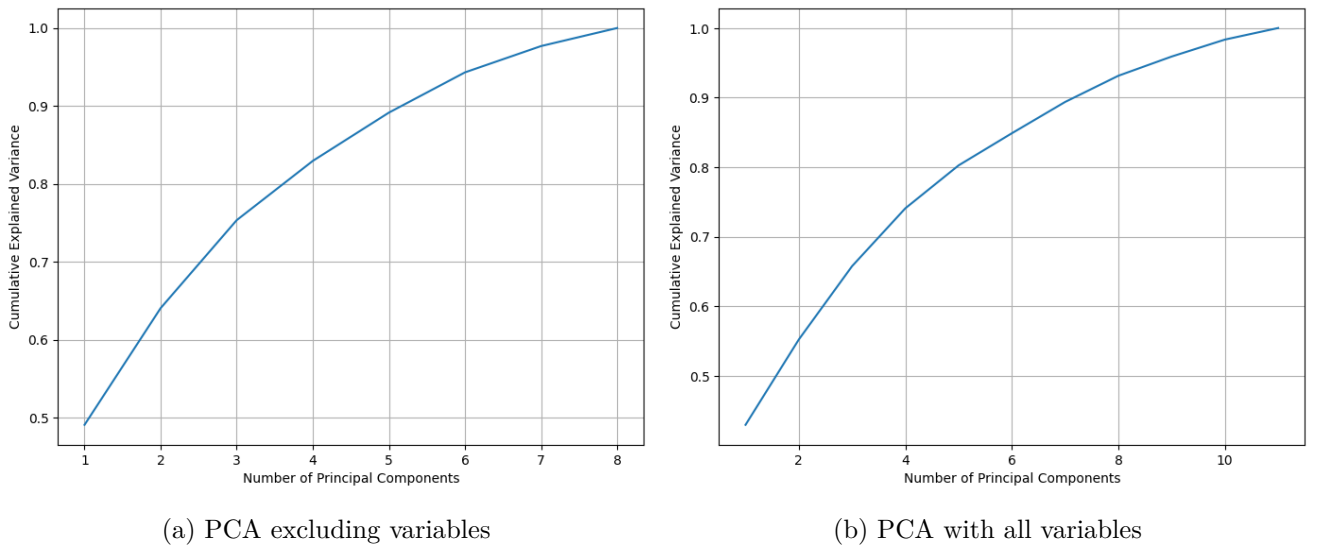 1.0
0.9
0.8
0.7
0.6
0.5
Cumulative Explained Variance
1 2 3 4 5 6 7 8
Number of Principal Components
(a) PCA excluding variables
1.0
0.9
0.8
0.7
0.6
0.5
Cumulative Explained Variance
2 4 6 8 10
Number of Principal Components
(b) PCA with all variables